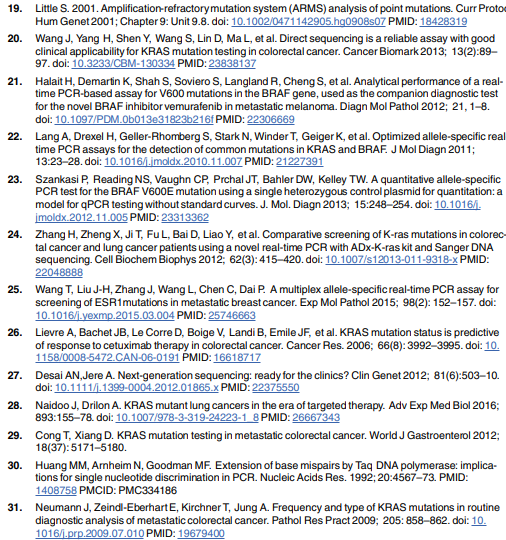 19. Little S. 2001. Amplification-refractory mutation system (ARMS) analysis of point mutations. Curr Protoc
Hum Genet 2001; Chapter 9: Unit 9.8. doi: 10.1002/0471142905.hg0908s07 PMID: 18428319
20. Wang J, Yang H, Shen Y, Wang S, Lin D, Ma L, et al. Direct sequencing is a reliable assay with good
clinical applicability for KRAS mutation testing in colorectal cancer. Cancer Biomark 2013; 13(2):89–
97. doi: 10.3233/CBM-130334 PMID: 23838137
21. Halait H, Demartin K, Shah S, Soviero S, Langland R, Cheng S, et al. Analytical performance of a real-
time PCR-based assay for V600 mutations in the BRAF gene, used as the companion diagnostic test
for the novel BRAF inhibitor vemurafenib in metastatic melanoma. Diagn Mol Pathol 2012; 21, 1–8.
doi: 10.1097/PDM.0b013e31823b216f PMID: 22306669
22. Lang A, Drexel H, Geller-Rhomberg S, Stark N, Winder T, Geiger K, et al. Optimized allele-specific real-
time PCR assays for the detection of common mutations in KRAS and BRAF. J Mol Diagn 2011;
13:23–28. doi: 10.1016/j.jmoldx.2010.11.007 PMID: 21227391
23. Szankasi P, Reading NS, Vaughn CP, Prchal JT, Bahler DW, Kelley TW. A quantitative allele-specific
PCR test for the BRAF V600E mutation using a single heterozygous control plasmid for quantitation: a
model for qPCR testing without standard curves. J. Mol. Diagn 2013; 15:248–254. doi: 10.1016/j.
jmoldx.2012.11.005 PMID: 23313362
24. Zhang H, Zheng X, Ji T, Fu L, Bai D, Liao Y, et al. Comparative screening of K-ras mutations in colorec-
tal cancer and lung cancer patients using a novel real-time PCR with ADx-K-ras kit and Sanger DNA
sequencing. Cell Biochem Biophys 2012; 62(3): 415–420. doi: 10.1007/s12013-011-9318-x PMID:
22048888
25. Wang T, Liu J-H, Zhang J, Wang L, Chen C, Dai P. A multiplex allele-specific real-time PCR assay for
screening of ESR1mutations in metastatic breast cancer. Exp Mol Pathol 2015; 98(2): 152–157. doi:
10.1016/j.yexmp.2015.03.004 PMID: 25746663
26. Lievre A, Bachet JB, Le Corre D, Boige V, Landi B, Emile JF, et al. KRAS mutation status is predictive
of response to cetuximab therapy in colorectal cancer. Cancer Res. 2006; 66(8): 3992–3995. doi: 10.
1158/0008-5472.CAN-06-0191 PMID: 16618717
27. Desai AN,Jere A. Next-generation sequencing: ready for the clinics? Clin Genet 2012; 81(6):503–10.
doi: 10.1111/j.1399-0004.2012.01865.x PMID: 22375550
28. Naidoo J, Drilon A. KRAS mutant lung cancers in the era of targeted therapy. Adv Exp Med Biol 2016;
893:155–78. doi: 10.1007/978-3-319-24223-1_8 PMID: 26667343
29. Cong T, Xiang D. KRAS mutation testing in metastatic colorectal cancer. World J Gastroenterol 2012;
18(37): 5171–5180.
30. Huang MM, Arnheim N, Goodman MF. Extension of base mispairs by Taq DNA polymerase: implica-
tions for single nucleotide discrimination in PCR. Nucleic Acids Res. 1992; 20:4567–73. PMID:
1408758 PMCID: PMC334186
31. Neumann J, Zeindl-Eberhart E, Kirchner T, Jung A. Frequency and type of KRAS mutations in routine
diagnostic analysis of metastatic colorectal cancer. Pathol Res Pract 2009; 205: 858–862. doi: 10.
1016/j.prp.2009.07.010 PMID: 19679400